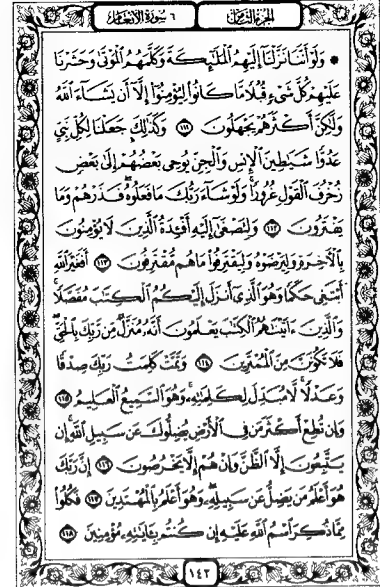 الجزء الثامن
٦ سورة الأنعام
۞ وَلَوْ أَنَّنَا نَزَّلْنَآ إِلَيْهِمُ ٱلْمَلَٰٓئِكَةَ وَكَلَّمَهُمُ ٱلْمَوْتَىٰ وَحَشَرْنَا
عَلَيْهِمْ كُلَّ شَىْءٍ قُبُلًا مَّا كَانُوا۟ لِيُؤْمِنُوٓا۟ إِلَّآ أَن يَشَآءَ ٱللَّهُ
وَلَٰكِنَّ أَكْثَرَهُمْ يَجْهَلُونَ ١١١ وَكَذَٰلِكَ جَعَلْنَا لِكُلِّ نَبِىٍّ
عَدُوًّا شَيَٰطِينَ ٱلْإِنسِ وَٱلْجِنِّ يُوحِى بَعْضُهُمْ إِلَىٰ بَعْضٍ
زُخْرُفَ ٱلْقَوْلِ غُرُورًا وَلَوْ شَآءَ رَبُّكَ مَا فَعَلُوهُ فَذَرْهُمْ وَمَا
يَفْتَرُونَ ١١٢ وَلِتَصْغَىٰٓ إِلَيْهِ أَفْـِٔدَةُ ٱلَّذِينَ لَا يُؤْمِنُونَ
بِٱلْـَٔاخِرَةِ وَلِيَرْضَوْهُ وَلِيَقْتَرِفُوا۟ مَا هُم مُّقْتَرِفُونَ ١١٣ أَفَغَيْرَ ٱللَّهِ
أَبْتَغِى حَكَمًا وَهُوَ ٱلَّذِىٓ أَنزَلَ إِلَيْكُمُ ٱلْكِتَٰبَ مُفَصَّلًا
وَٱلَّذِينَ ءَاتَيْنَٰهُمُ ٱلْكِتَٰبَ يَعْلَمُونَ أَنَّهُۥ مُنَزَّلٌ مِّن رَّبِّكَ بِٱلْحَقِّ
فَلَا تَكُونَنَّ مِنَ ٱلْمُمْتَرِينَ ١١٤ وَتَمَّتْ كَلِمَتُ رَبِّكَ صِدْقًا
وَعَدْلًا لَّا مُبَدِّلَ لِكَلِمَٰتِهِۦ وَهُوَ ٱلسَّمِيعُ ٱلْعَلِيمُ ١١٥
وَإِن تُطِعْ أَكْثَرَ مَن فِى ٱلْأَرْضِ يُضِلُّوكَ عَن سَبِيلِ ٱللَّهِ إِن
يَتَّبِعُونَ إِلَّا ٱلظَّنَّ وَإِنْ هُمْ إِلَّا يَخْرُصُونَ ١١٦ إِنَّ رَبَّكَ
هُوَ أَعْلَمُ مَن يَضِلُّ عَن سَبِيلِهِۦ وَهُوَ أَعْلَمُ بِٱلْمُهْتَدِينَ ١١٧ فَكُلُوا۟
مِمَّا ذُكِرَ ٱسْمُ ٱللَّهِ عَلَيْهِ إِن كُنتُم بِـَٔايَٰتِهِۦ مُؤْمِنِينَ ١١٨
١٤٢